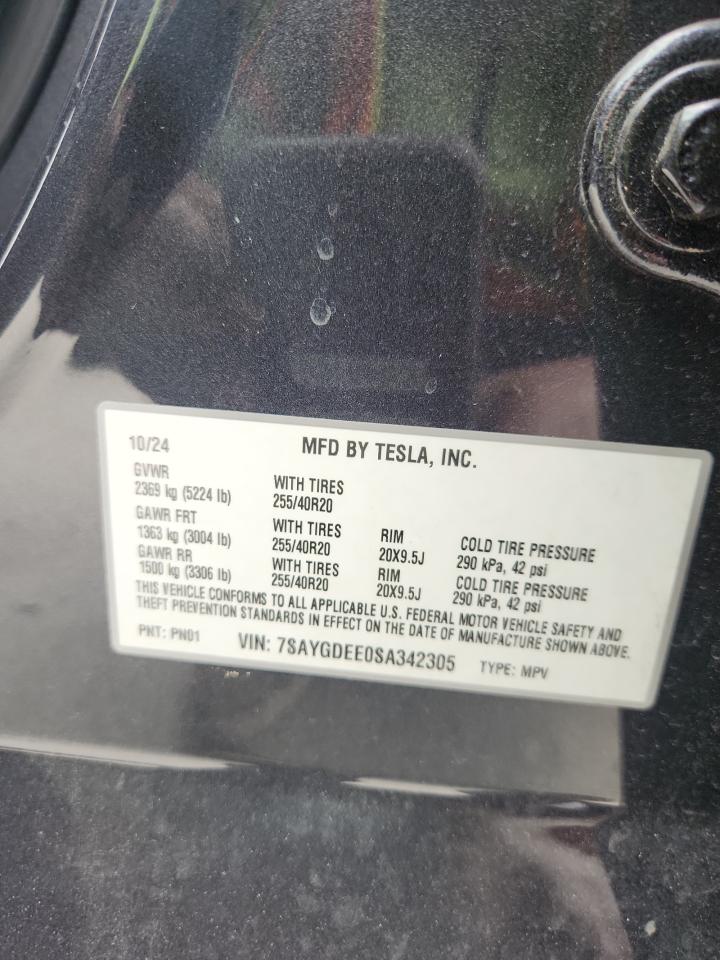 10/24 MFD BY TESLA, INC.
GVWR
2369 kg (5224 lb) WITH TIRES 255/40R20
GAWR FRT
1363 kg (3004 lb) WITH TIRES 255/40R20 RIM 20X9.5J COLD TIRE PRESSURE 290 kPa, 42 psi
GAWR RR
1500 kg (3306 lb) WITH TIRES 255/40R20 RIM 20X9.5J COLD TIRE PRESSURE 290 kPa, 42 psi
THIS VEHICLE CONFORMS TO ALL APPLICABLE U.S. FEDERAL MOTOR VEHICLE SAFETY AND
THEFT PREVENTION STANDARDS IN EFFECT ON THE DATE OF MANUFACTURE SHOWN ABOVE.
PNT: PN01 VIN: 7SAYGDEE0SA342305 TYPE: MPV